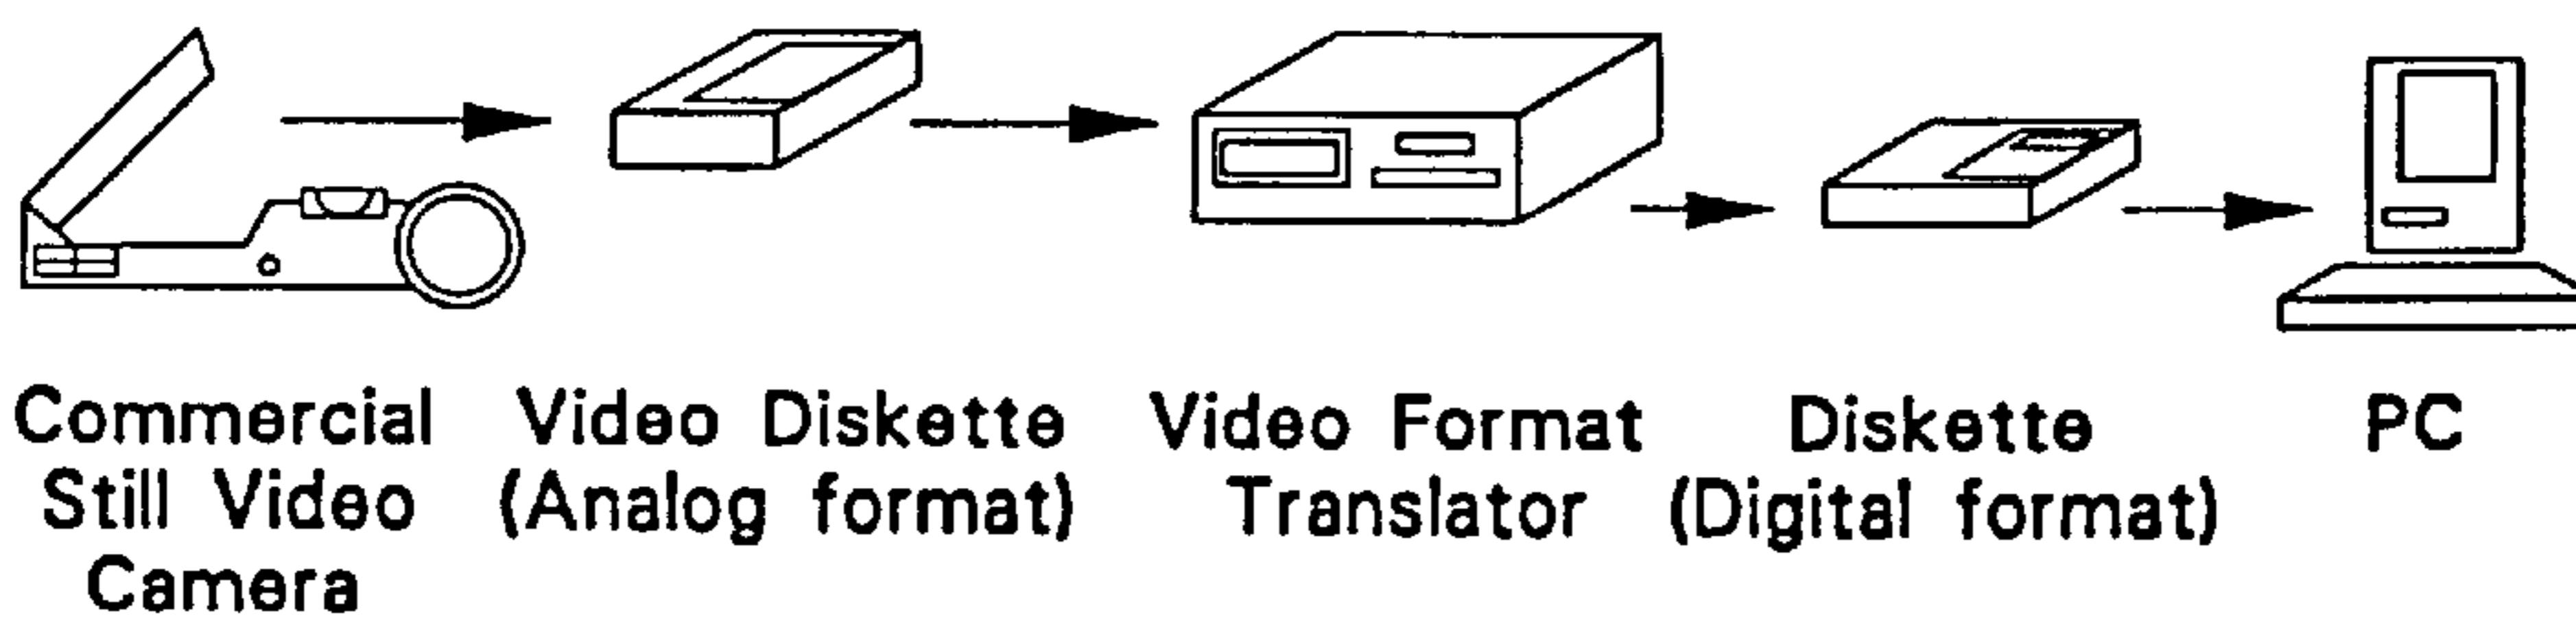 Commercial Still Video Camera
Video Diskette (Analog format)
Video Format Translator
Diskette (Digital format)
PC